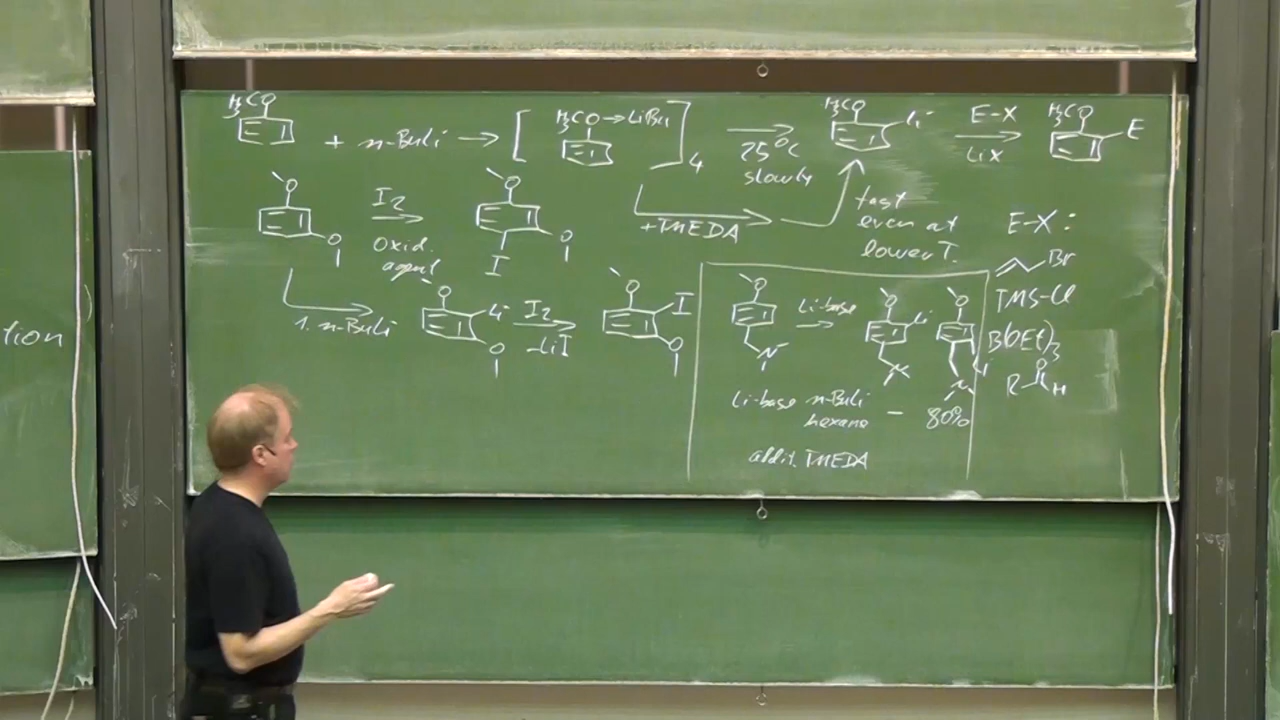 tion
H₃CO + n-BuLi → [ H₃CO→LiBu ]₄ 25°C slowly → H₃CO Li E-X LiX → H₃CO E
+TMEDA
fast
even at
lower T.
O O I₂ Oxid. agent → O I O
1. n-BuLi → O Li O I₂ -LiI → O I O
O N Li-base → O Li N O Li N
Li-base n-BuLi
hexane – 80%
addit. TMEDA
E-X:
Br
TMS-Cl
B(OEt)₃
R O H